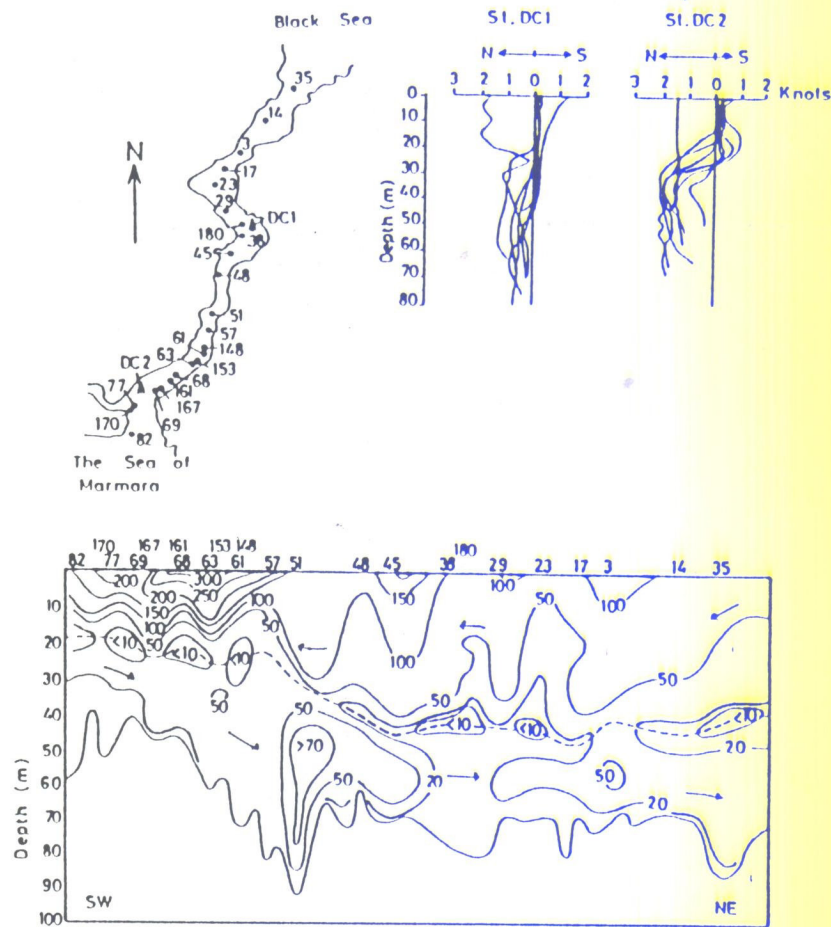 Black Sea
35
14
N
3
17
23
29
DC1
180
38
45
48
51
57
61
148
63
153
DC2
68
77
161
167
170
69
82
The Sea of
Marmara
St. DC1
N S
3 2 1 0 1 2
0
10
20
30
40
50
60
70
80
Depth (m)
St. DC2
N S
3 2 1 0 1 2 Knots
170 167 161 153 148 180
82 77 69 68 63 61 57 51 48 45 38 29 23 17 3 14 35
200 300 100
200 250 100 150 50 100
150
100 100
50 <10 <10 <10 <10 50 50
50 50 <10 <10 <10
>70 20
50 20 50
20
10
20
30
40
50
60
70
80
90
100
Depth (m)
SW NE